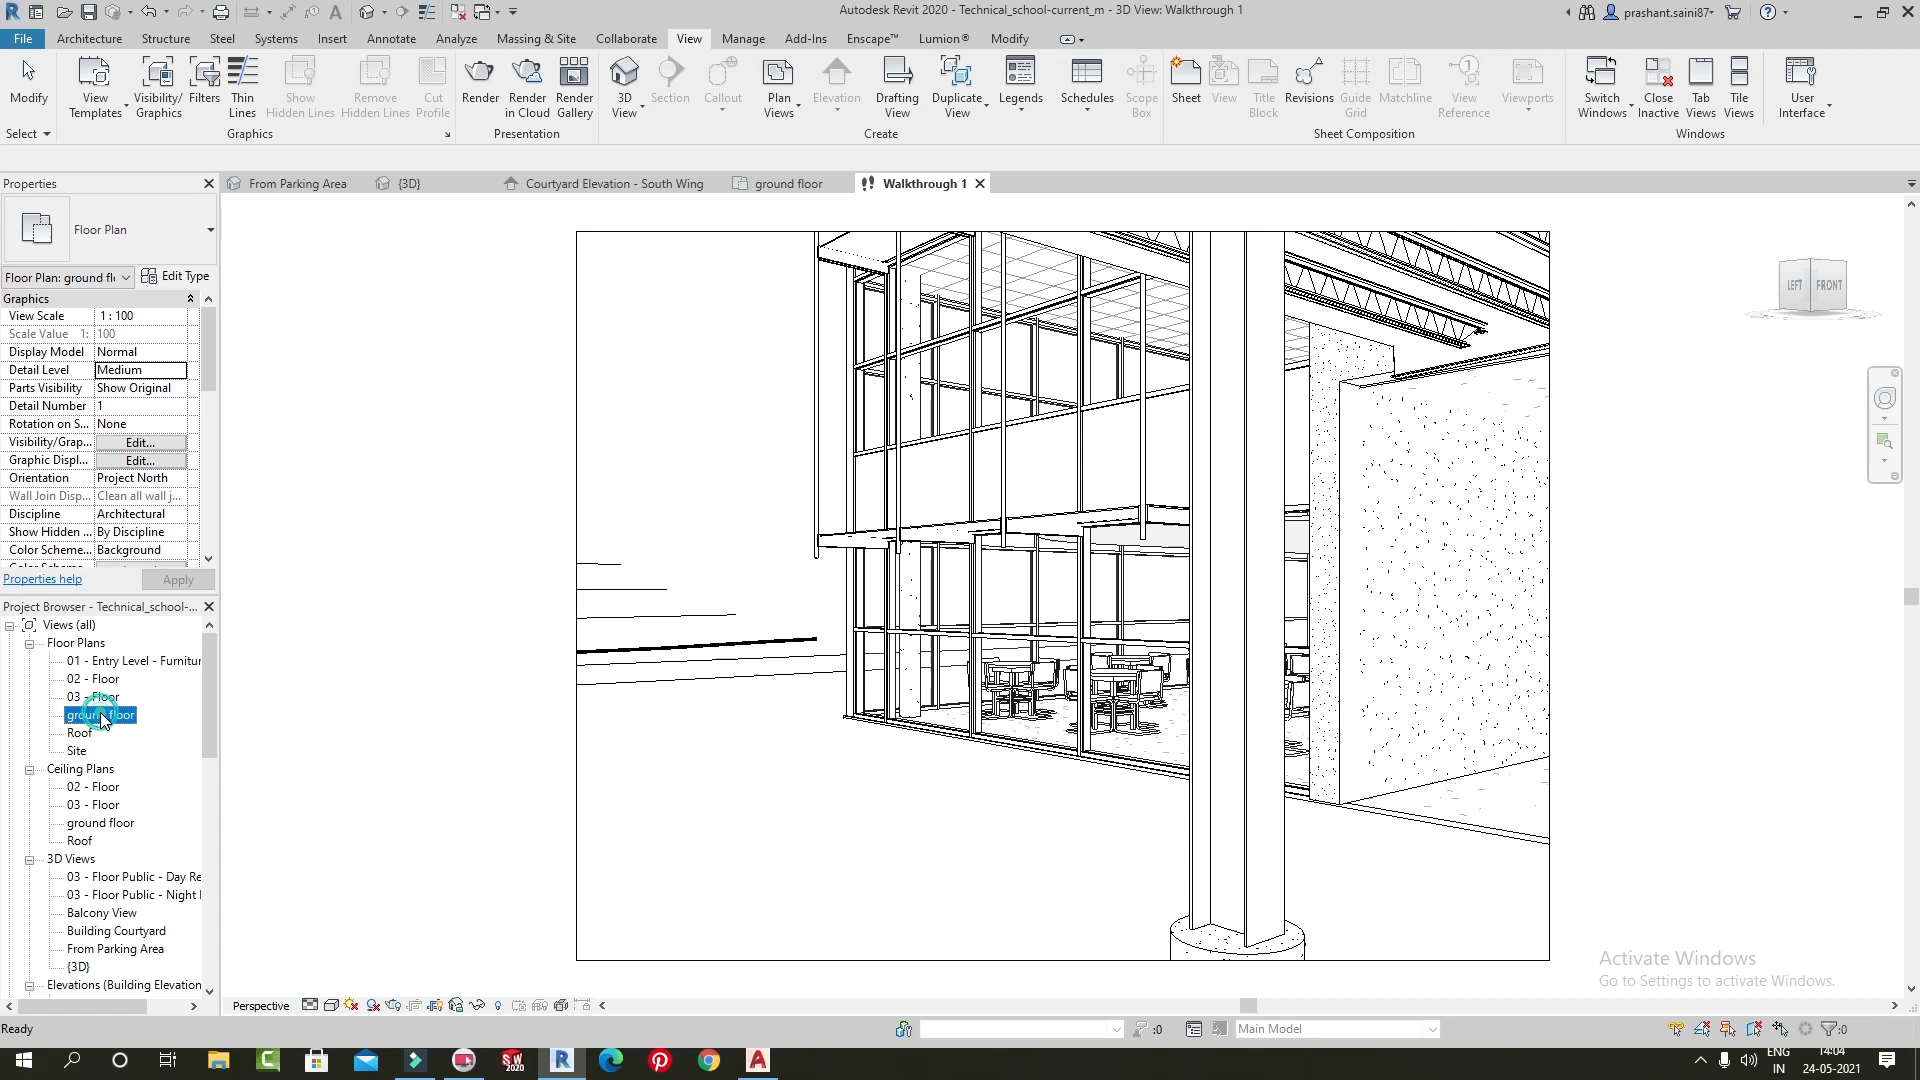 Autodesk Revit 2020 - Technical_school-current_m - 3D View: Walkthrough 1
prashant.saini87
File Architecture Structure Steel Systems Insert Annotate Analyze Massing & Site Collaborate View Manage Add-Ins Enscape™ Lumion® Modify
Modify
View Templates
Visibility/ Graphics
Filters
Thin Lines
Show Hidden Lines
Remove Hidden Lines
Cut Profile
Render
Render in Cloud
Render Gallery
3D View
Section
Callout
Plan Views
Elevation
Drafting View
Duplicate View
Legends
Schedules
Scope Box
Sheet
View
Title Block
Revisions
Guide Grid
Matchline
View Reference
Viewports
Switch Windows
Close Inactive
Tab Views
Tile Views
User Interface
Select Graphics Presentation Create Sheet Composition Windows
Properties
From Parking Area {3D} Courtyard Elevation - South Wing ground floor Walkthrough 1
Floor Plan
Floor Plan: ground fl Edit Type
Graphics
View Scale 1 : 100
Scale Value 1: 100
Display Model Normal
Detail Level Medium
Parts Visibility Show Original
Detail Number 1
Rotation on S... None
Visibility/Grap... Edit...
Graphic Displ... Edit...
Orientation Project North
Wall Join Disp... Clean all wall j...
Discipline Architectural
Show Hidden ... By Discipline
Color Scheme... Background
Properties help Apply
Project Browser - Technical_school-...
Views (all)
Floor Plans
01 - Entry Level - Furnitur
02 - Floor
03 - Floor
ground floor
Roof
Site
Ceiling Plans
02 - Floor
03 - Floor
ground floor
Roof
3D Views
03 - Floor Public - Day Re
03 - Floor Public - Night
Balcony View
Building Courtyard
From Parking Area
{3D}
Elevations (Building Elevation
LEFT FRONT
Activate Windows
Go to Settings to activate Windows.
Perspective
Ready
:0
Main Model
:0
SW 2020
ENG
IN
14:04
24-05-2021